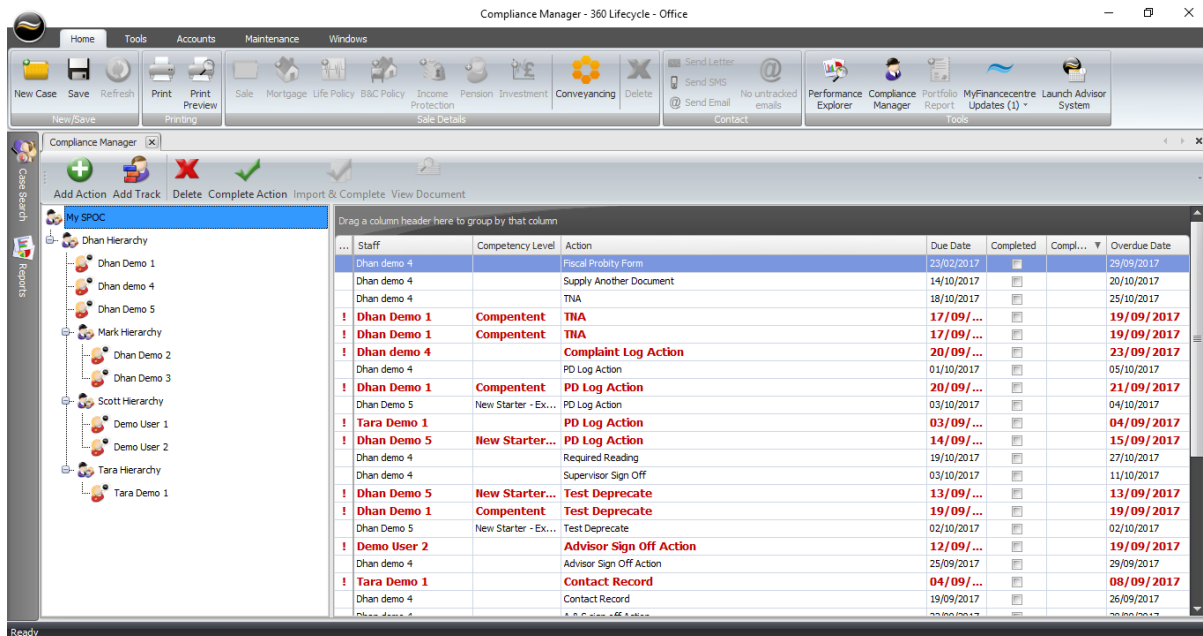 Compliance Manager - 360 Lifecycle - Office
Home Tools Accounts Maintenance Windows
New Case Save Refresh
New/Save
Print Print Preview
Printing
Sale Mortgage Life Policy B&C Policy Income Protection Pension Investment Conveyancing Delete
Sale Details
Send Letter
Send SMS
Send Email
No untracked emails
Contact
Performance Explorer Compliance Manager Portfolio Report MyFinancecentre Updates (1) Launch Advisor System
Tools
Case Search
Reports
Compliance Manager
Add Action Add Track Delete Complete Action Import & Complete View Document
My SPOC
Dhan Hierarchy
Dhan Demo 1
Dhan demo 4
Dhan Demo 5
Mark Hierarchy
Dhan Demo 2
Dhan Demo 3
Scott Hierarchy
Demo User 1
Demo User 2
Tara Hierarchy
Tara Demo 1
Drag a column header here to group by that column
... Staff Competency Level Action Due Date Completed Compl... Overdue Date
Dhan demo 4 Fiscal Probity Form 23/02/2017 29/09/2017
Dhan demo 4 Supply Another Document 14/10/2017 20/10/2017
Dhan demo 4 TNA 18/10/2017 25/10/2017
! Dhan Demo 1 Compentent TNA 17/09/... 19/09/2017
! Dhan Demo 1 Compentent TNA 17/09/... 19/09/2017
! Dhan demo 4 Complaint Log Action 20/09/... 23/09/2017
Dhan demo 4 PD Log Action 01/10/2017 05/10/2017
! Dhan Demo 1 Compentent PD Log Action 20/09/... 21/09/2017
Dhan Demo 5 New Starter - Ex... PD Log Action 03/10/2017 04/10/2017
! Tara Demo 1 PD Log Action 03/09/... 04/09/2017
! Dhan Demo 5 New Starter... PD Log Action 14/09/... 15/09/2017
Dhan demo 4 Required Reading 19/10/2017 27/10/2017
Dhan demo 4 Supervisor Sign Off 03/10/2017 11/10/2017
! Dhan Demo 5 New Starter... Test Deprecate 13/09/... 13/09/2017
! Dhan Demo 1 Compentent Test Deprecate 19/09/... 19/09/2017
Dhan Demo 5 New Starter - Ex... Test Deprecate 02/10/2017 02/10/2017
! Demo User 2 Advisor Sign Off Action 12/09/... 19/09/2017
Dhan demo 4 Advisor Sign Off Action 25/09/2017 29/09/2017
! Tara Demo 1 Contact Record 04/09/... 08/09/2017
Dhan demo 4 Contact Record 19/09/2017 26/09/2017
Ready